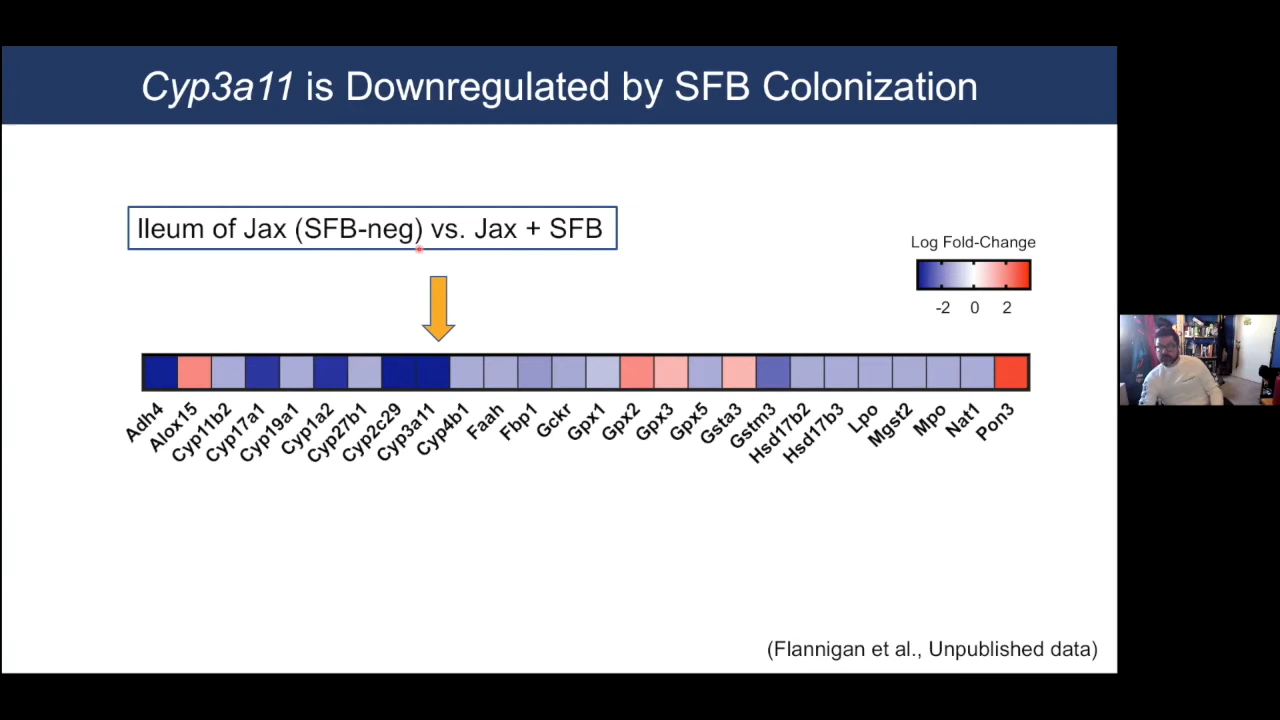 Cyp3a11 is Downregulated by SFB Colonization
Ileum of Jax (SFB-neg) vs. Jax + SFB
Log Fold-Change
-2 0 2
Adh4
Alox15
Cyp11b2
Cyp17a1
Cyp19a1
Cyp1a2
Cyp27b1
Cyp2c29
Cyp3a11
Cyp4b1
Faah
Fbp1
Gckr
Gpx1
Gpx2
Gpx3
Gpx5
Gsta3
Gstm3
Hsd17b2
Hsd17b3
Lpo
Mgst2
Mpo
Nat1
Pon3
(Flannigan et al., Unpublished data)